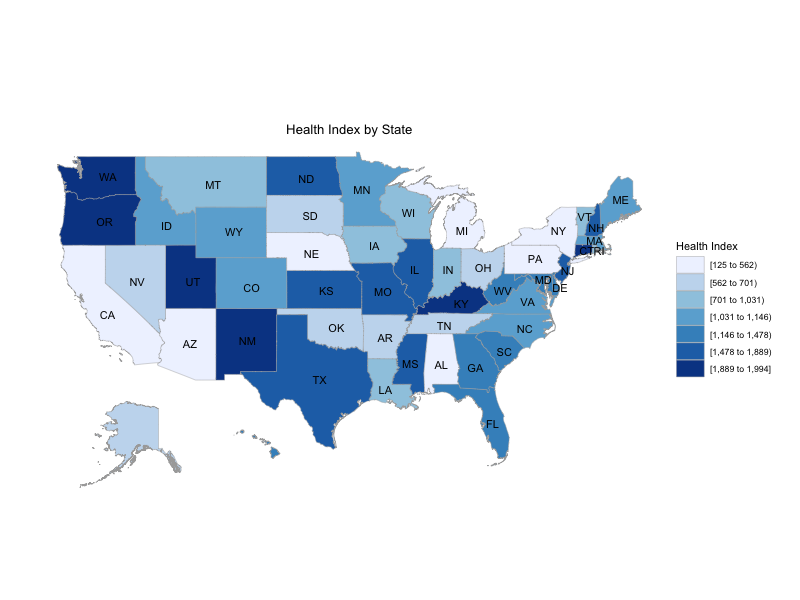 Health Index by State
WA
MT
ND
MN
ME
OR
ID
WY
SD
WI
MI
NY
VT
NH
MA
CT
RI
NV
UT
CO
NE
IA
IL
IN
OH
PA
NJ
CA
AZ
NM
KS
MO
KY
WV
MD
DE
VA
OK
AR
TN
NC
SC
TX
LA
MS
AL
GA
FL
Health Index
[125 to 562)
[562 to 701)
[701 to 1,031)
[1,031 to 1,146)
[1,146 to 1,478)
[1,478 to 1,889)
[1,889 to 1,994]